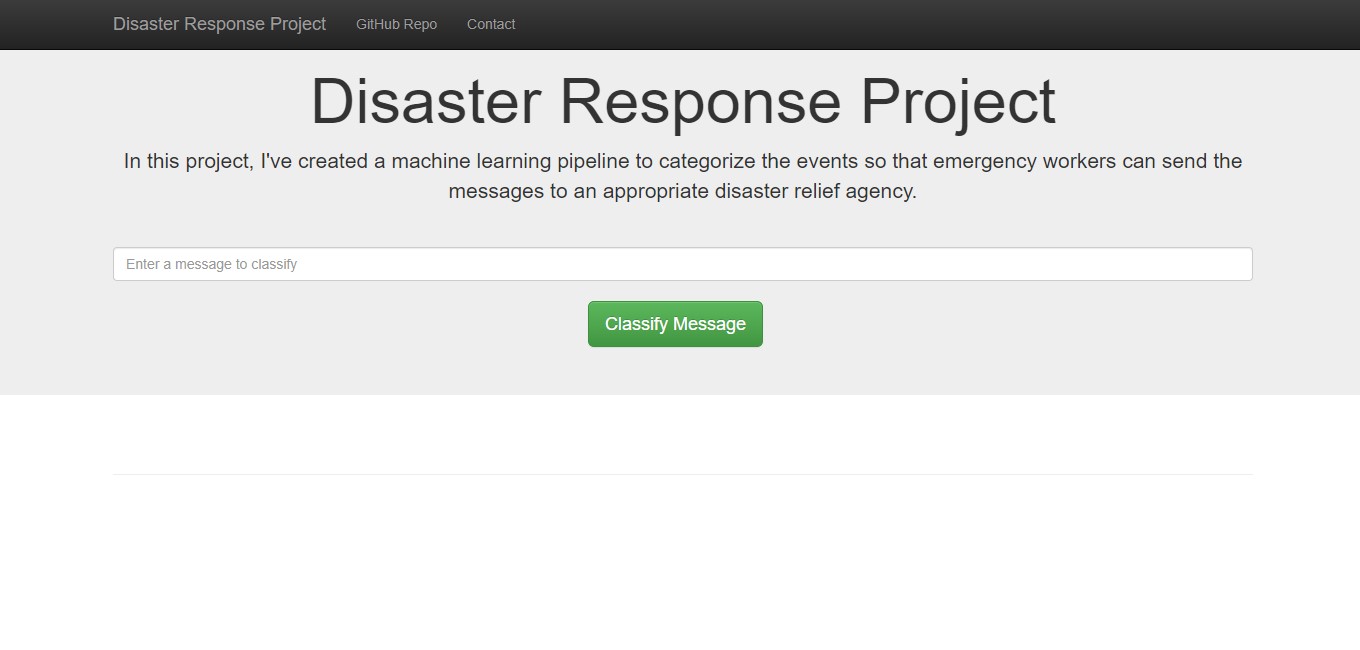 Disaster Response Project GitHub Repo Contact
Disaster Response Project
In this project, I've created a machine learning pipeline to categorize the events so that emergency workers can send the
messages to an appropriate disaster relief agency.
Enter a message to classify
Classify Message